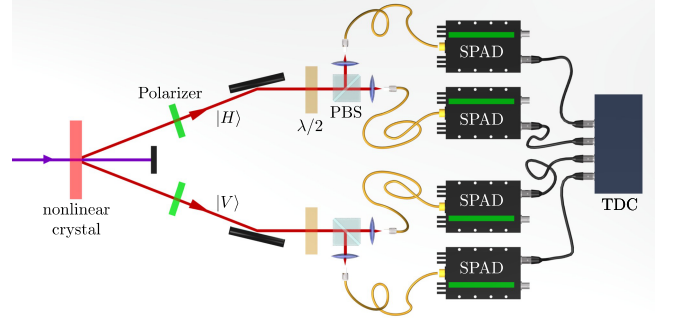 SPAD
Polarizer
|H⟩
λ/2
PBS
SPAD
|V⟩
nonlinear
crystal
SPAD
TDC
SPAD